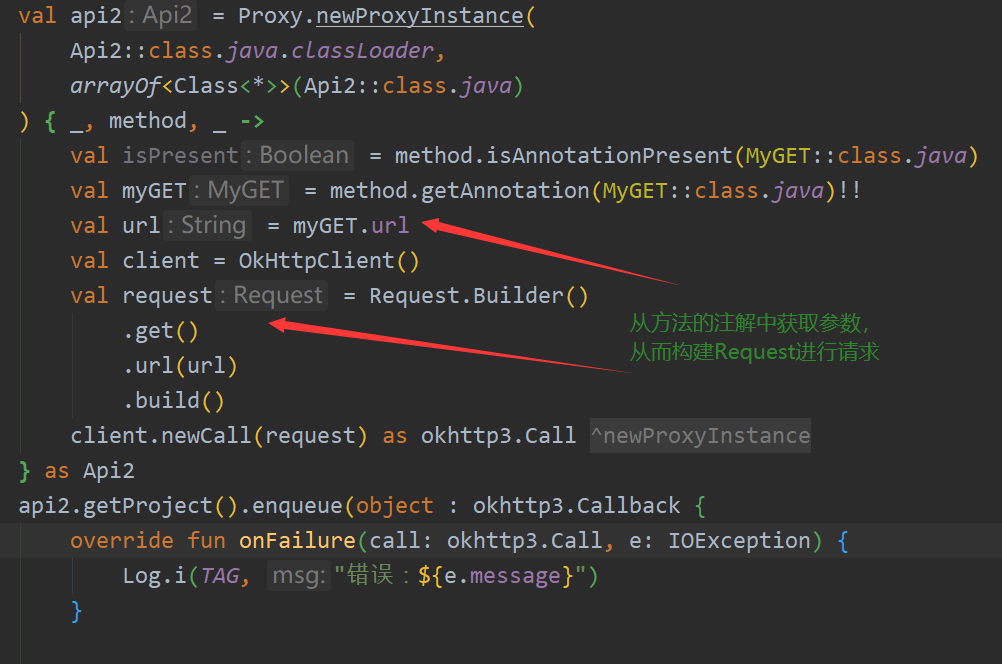 val api2 : Api2 = Proxy.newProxyInstance(
Api2::class.java.classLoader,
arrayOf<Class<*>>(Api2::class.java)
) { _, method, _ ->
val isPresent : Boolean = method.isAnnotationPresent(MyGET::class.java)
val myGET : MyGET = method.getAnnotation(MyGET::class.java)!!
val url : String = myGET.url
val client = OkHttpClient()
val request : Request = Request.Builder()
从方法的注解中获取参数，
.get()
从而构建Request进行请求
.url(url)
.build()
client.newCall(request) as okhttp3.Call ^newProxyInstance
} as Api2
api2.getProject().enqueue(object : okhttp3.Callback {
override fun onFailure(call: okhttp3.Call, e: IOException) {
Log.i(TAG, msg: "错误：${e.message}")
}